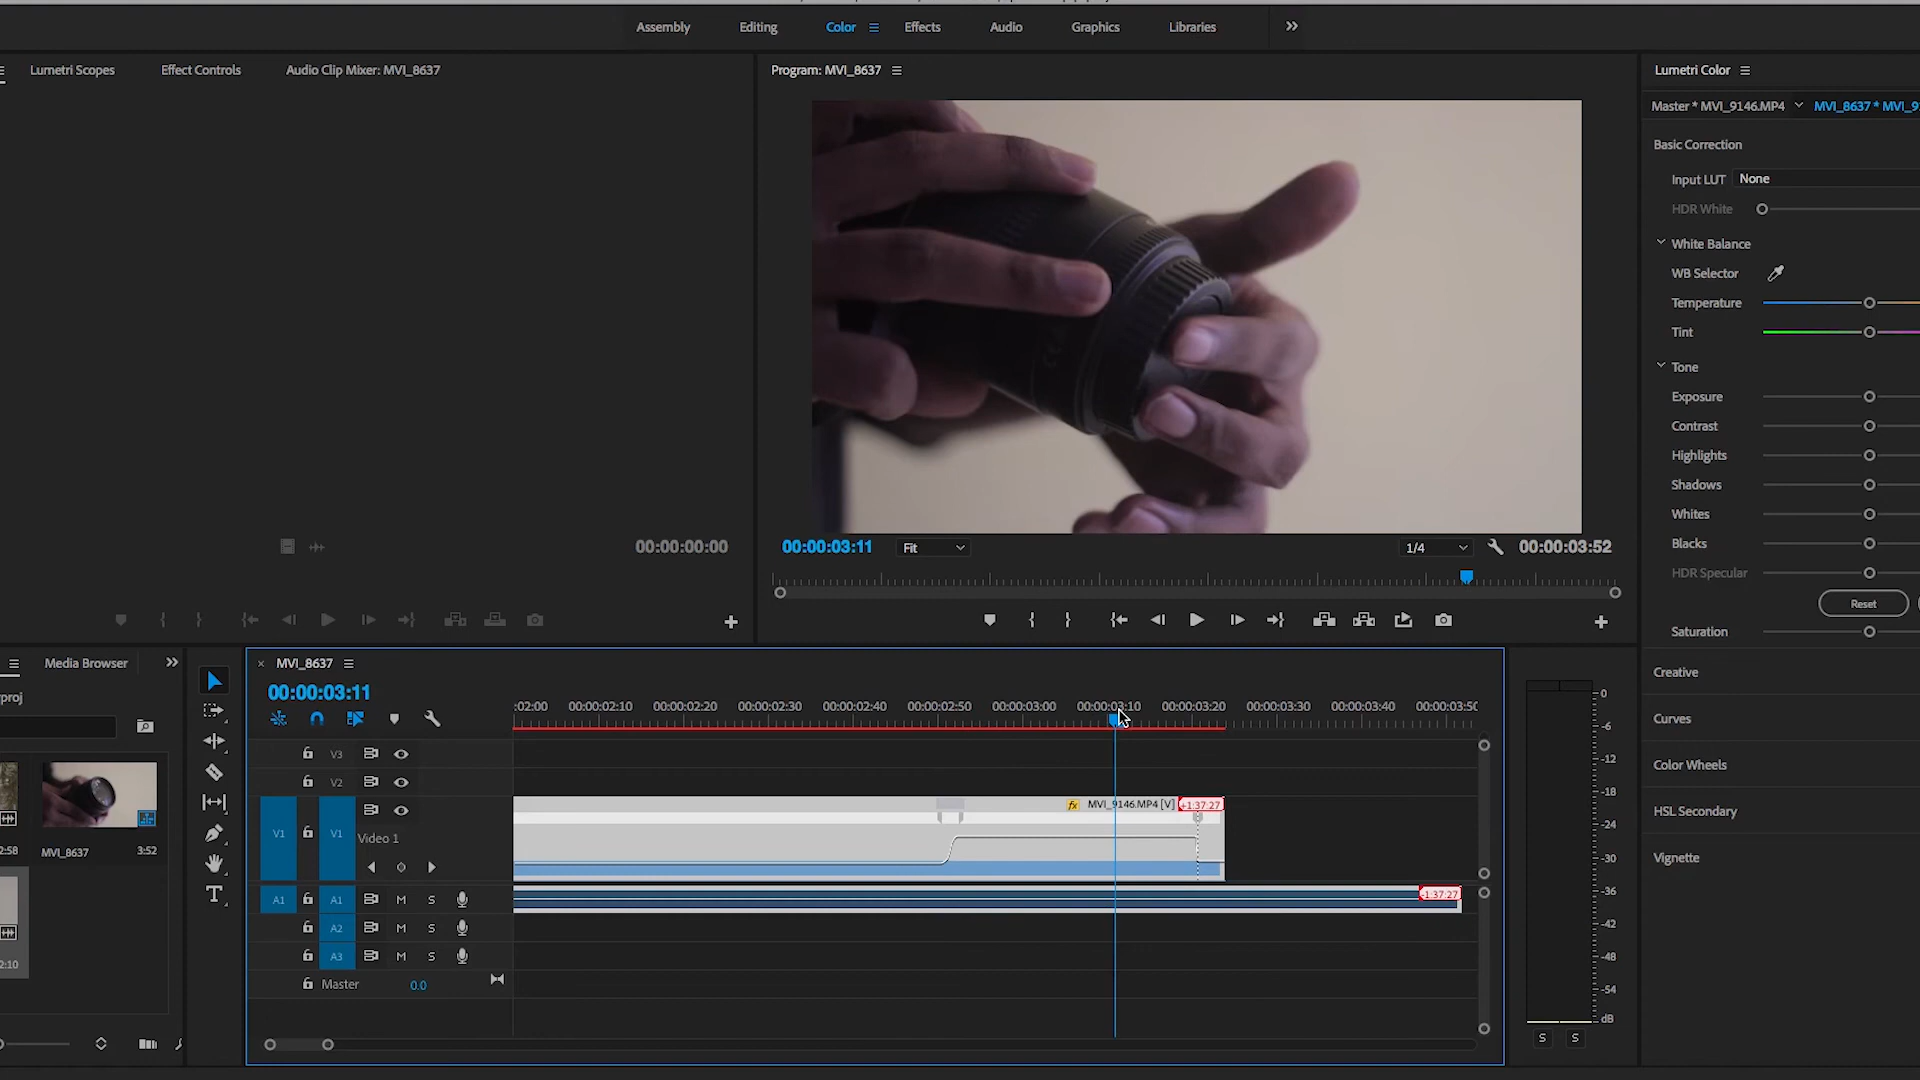 Assembly
Editing
Color
Effects
Audio
Graphics
Libraries
Lumetri Scopes
Effect Controls
Audio Clip Mixer: MVI_8637
Program: MVI_8637
Lumetri Color
Master * MVI_9146.MP4
MVI_8637 * MVI_9
Basic Correction
Input LUT
None
HDR White
White Balance
WB Selector
Temperature
Tint
Tone
Exposure
Contrast
Highlights
Shadows
Whites
Blacks
HDR Specular
Reset
Saturation
Creative
Curves
Color Wheels
HSL Secondary
Vignette
00:00:00:00
00:00:03:11
Fit
1/4
00:00:03:52
Media Browser
proj
2:58
MVI_8637
3:52
2:10
MVI_8637
00:00:03:11
:02:00
00:00:02:10
00:00:02:20
00:00:02:30
00:00:02:40
00:00:02:50
00:00:03:00
00:00:03:10
00:00:03:20
00:00:03:30
00:00:03:40
00:00:03:50
V3
V2
V1
V1
Video 1
fx
MVI_9146.MP4 [V]
+1:37:27
A1
A1
M
S
-1:37:27
A2
M
S
A3
M
S
Master
0.0
0
-6
-12
-18
-24
-30
-36
-42
-48
-54
dB
S
S